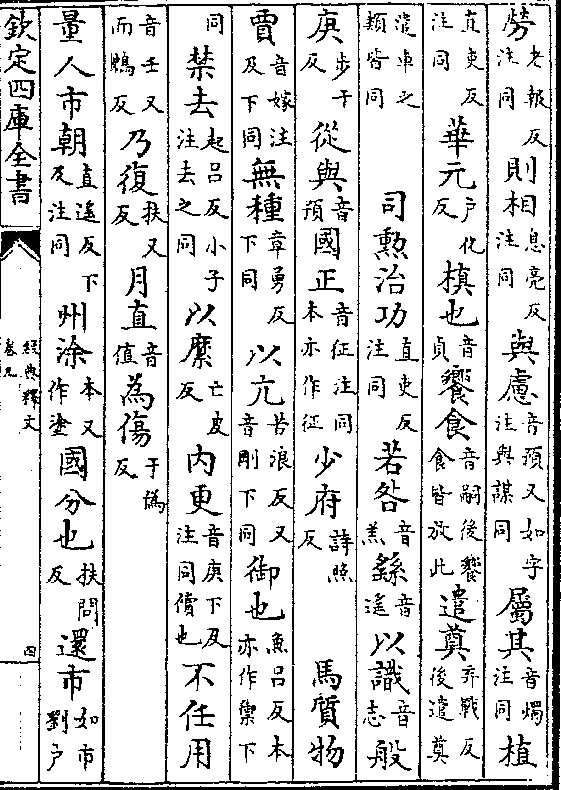 勞老報反注同則相息亮反注同與慮音預又如字注與謀同屬其音燭注同植
直吏反注同華元戶化反槙也音貞饗食音嗣後饗食皆放此遣奠弃戰反後遣奠
遣車之類皆同司勲治功直吏反注同若咎音羔繇音遙以識音志般
庚步干反從與音預國正音征注同本亦作征少府詩照反馬質物
賈音嫁注及下同無種章勇反下同以亢苦浪反又音剛下同御也魚呂反本亦作禦下
同禁去起呂反小子注去之同以縻亡皮反内更音庚下及注同償也不任用
音壬又而鴆反乃復扶又反月直音值為傷于偽反
量人市朝直遙反下及注同州涂本又作塗國分也扶問反還市如市劉戶
欽定四庫全書
經典釋文
卷九
四